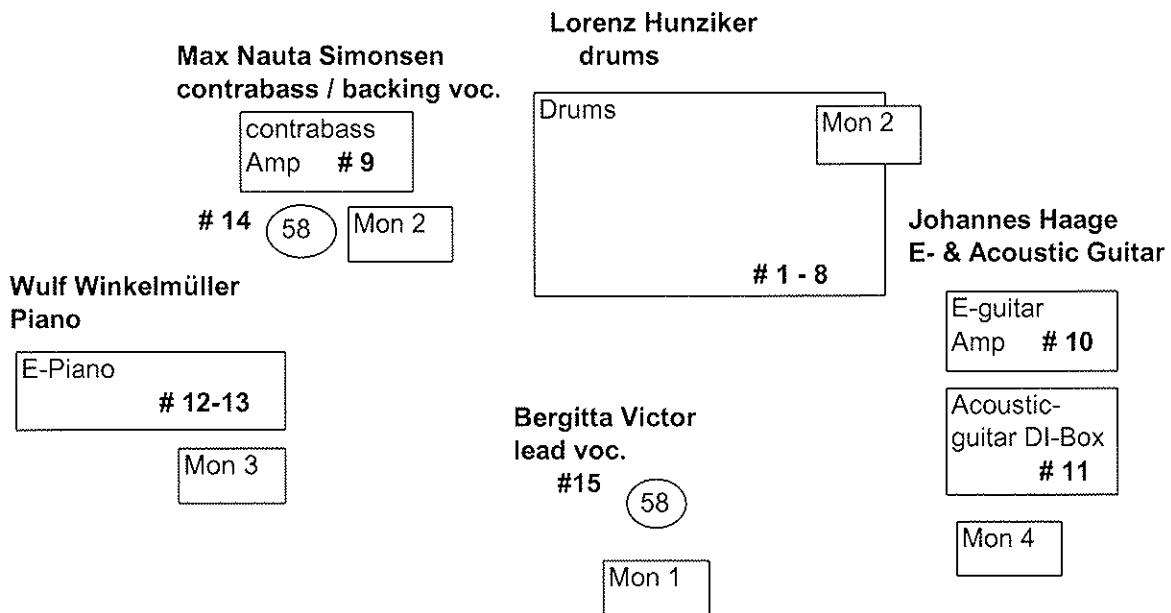 Lorenz Hunziker
drums
Max Nauta Simonsen
contrabass / backing voc.
Drums
Mon 2
contrabass
Amp # 9
# 14
58
Mon 2
# 1 - 8
Johannes Haage
E- & Acoustic Guitar
Wulf Winkelmüller
Piano
E-guitar
Amp # 10
E-Piano
# 12-13
Mon 3
Bergitta Victor
lead voc.
#15
58
Acoustic-
guitar DI-Box
# 11
Mon 4
Mon 1